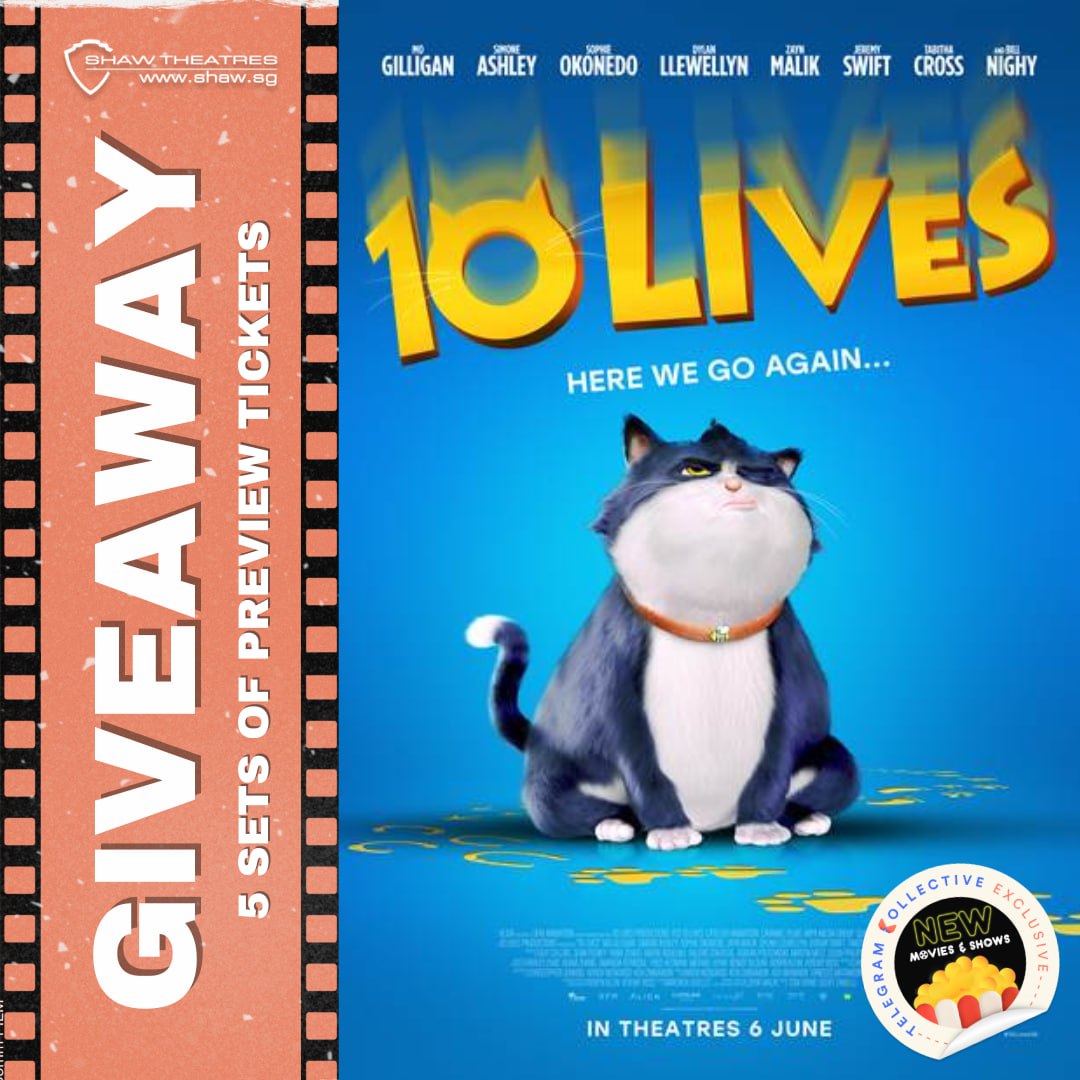 SHAW THEATRES
www.shaw.sg
GIVEAWAY
5 SETS OF PREVIEW TICKETS
MO GILLIGAN
SIMONE ASHLEY
SOPHIE OKONEDO
DYLAN LLEWELLYN
ZAYN MALIK
JEREMY SWIFT
TABITHA CROSS
AND BILL NIGHY
10 LIVES
HERE WE GO AGAIN...
IN THEATRES 6 JUNE
TELEGRAM COLLECTIVE EXCLUSIVE
NEW
MOVIES & SHOWS